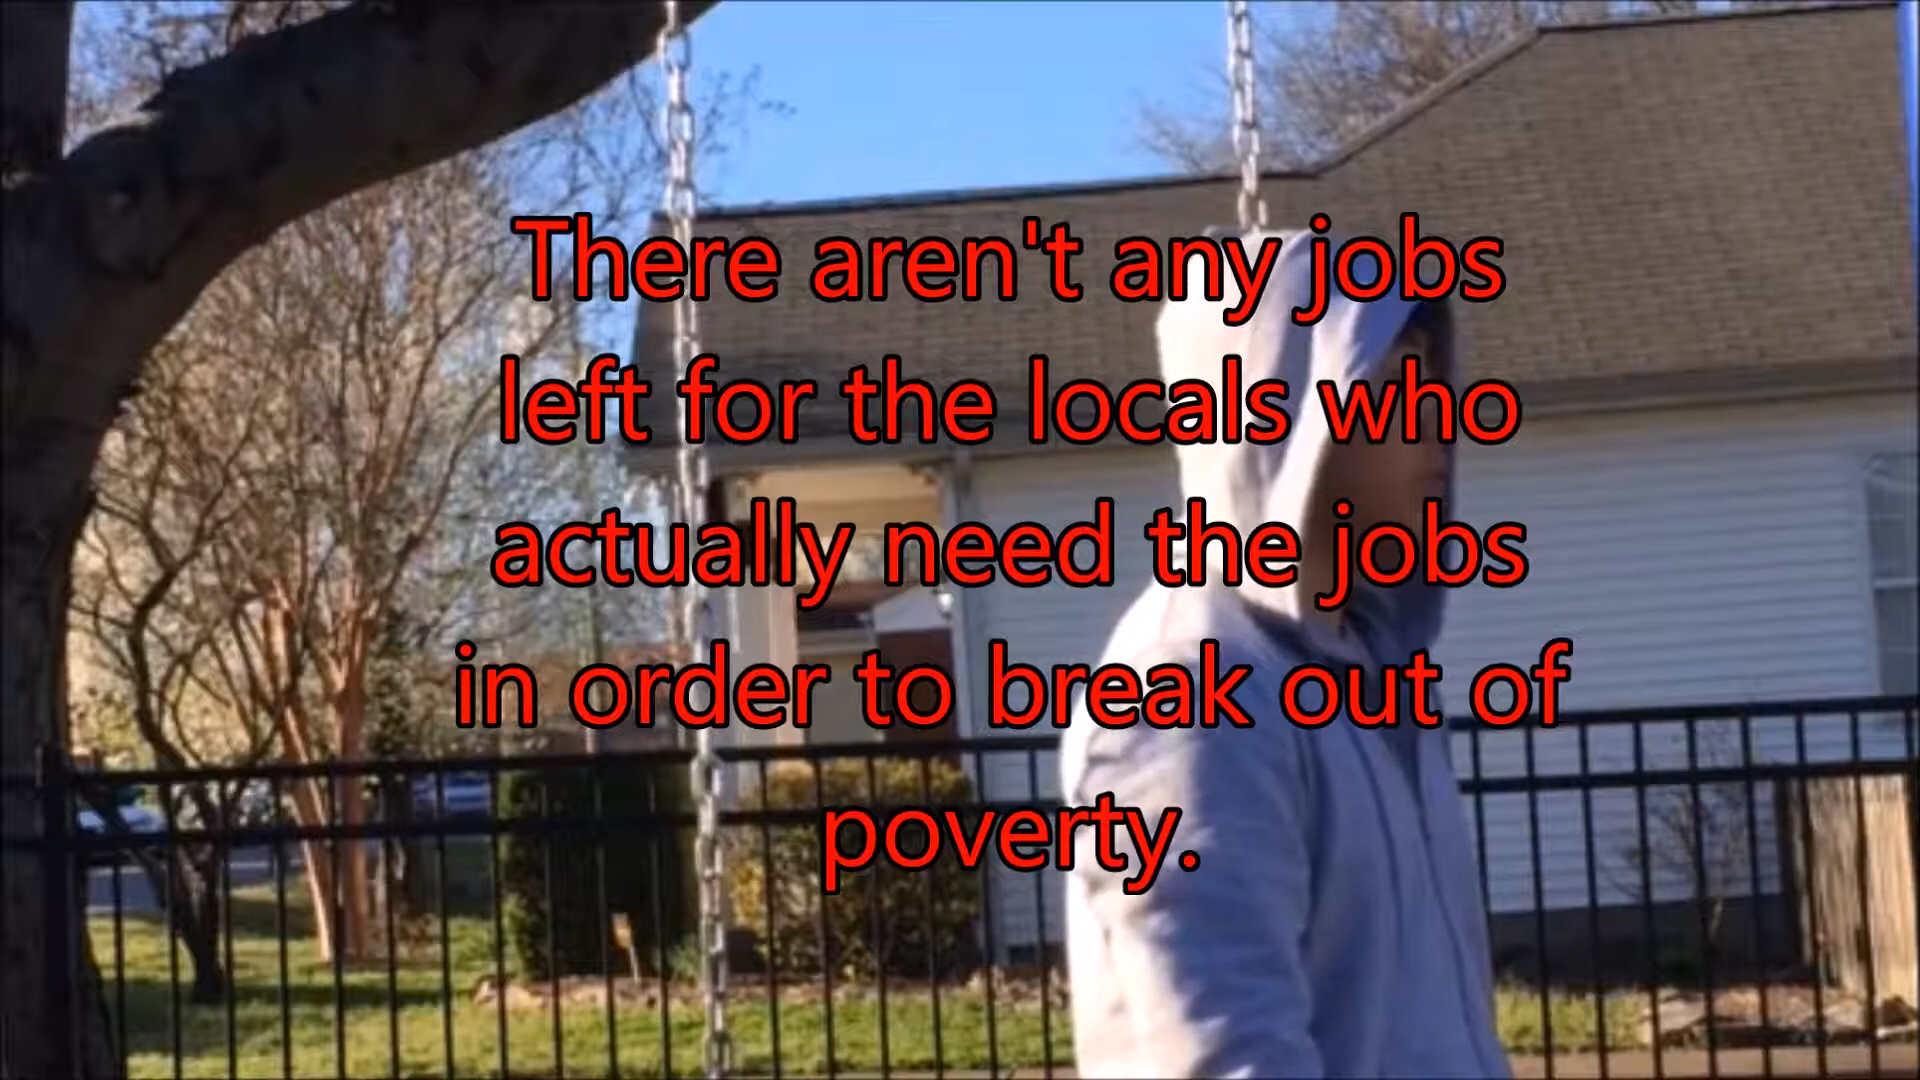 There aren't any jobs
left for the locals who
actually need the jobs
in order to break out of
poverty.